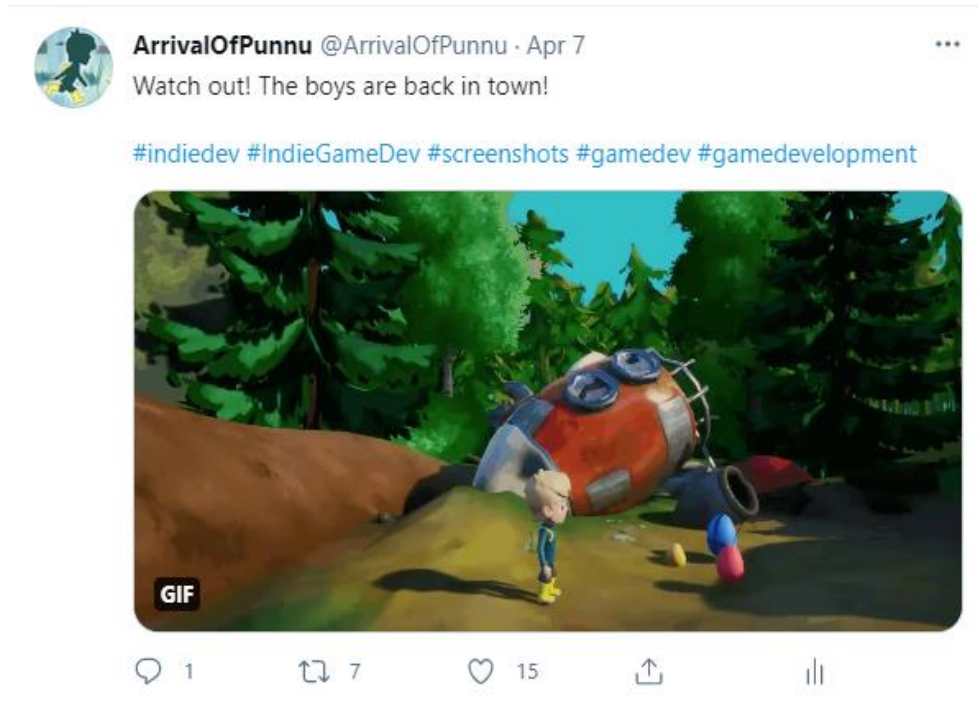 ArrivalOfPunnu @ArrivalOfPunnu · Apr 7
Watch out! The boys are back in town!
#indiedev #IndieGameDev #screenshots #gamedev #gamedevelopment
GIF
1 7 15